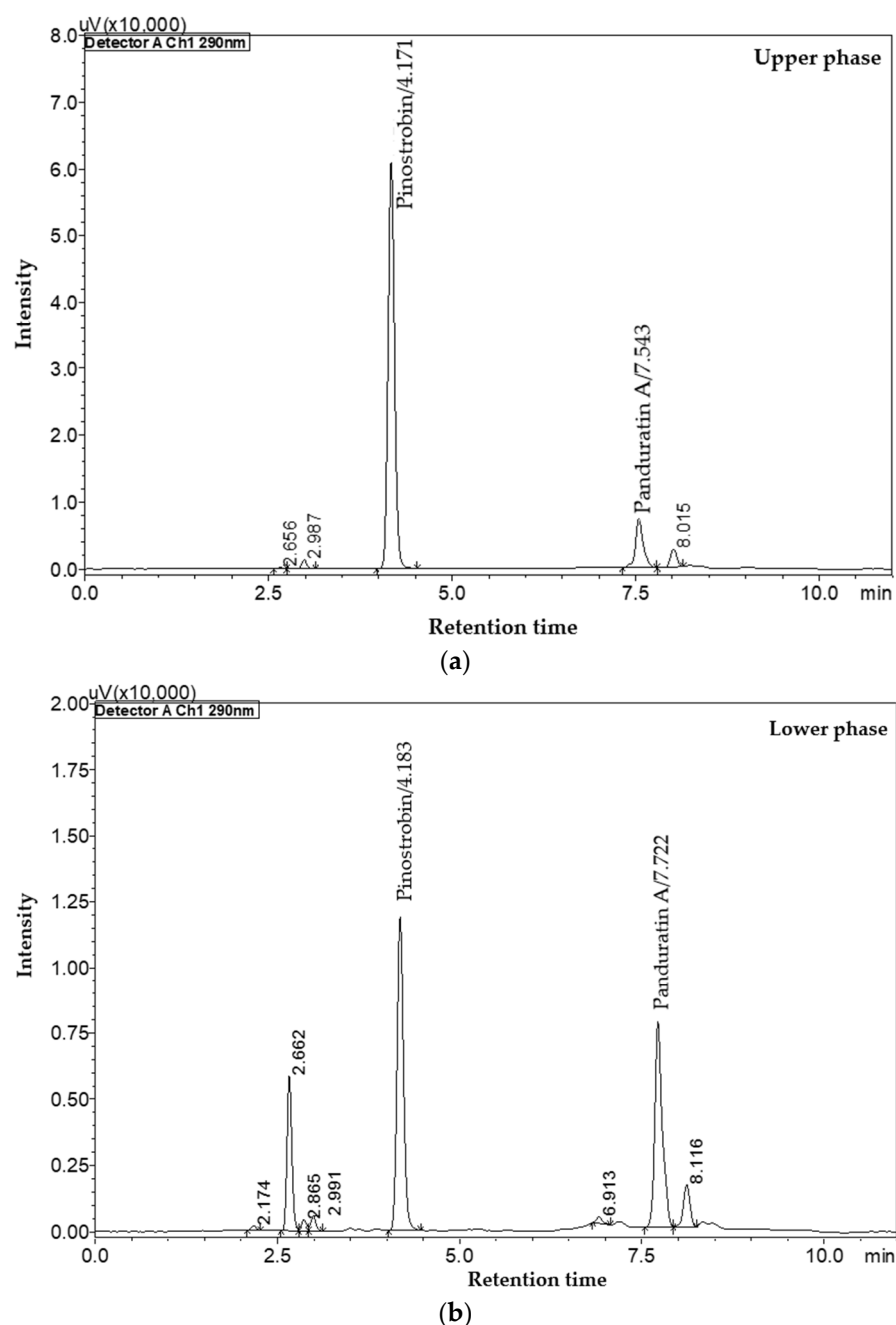 uV(x10,000)
8.0
Detector A Ch1 290nm
Upper phase
7.0
6.0
5.0
4.0
3.0
2.0
1.0
0.0
Intensity
2.656
2.987
Pinostrobin/4.171
Panduratin A/7.543
8.015
0.0 2.5 5.0 7.5 10.0 min
Retention time
(a)
uV(x10,000)
2.00
Detector A Ch1 290nm
Lower phase
1.75
1.50
1.25
1.00
0.75
0.50
0.25
0.00
Intensity
2.174
2.662
2.865
2.991
Pinostrobin/4.183
6.913
Panduratin A/7.722
8.116
0.0 2.5 5.0 7.5 10.0 min
Retention time
(b)